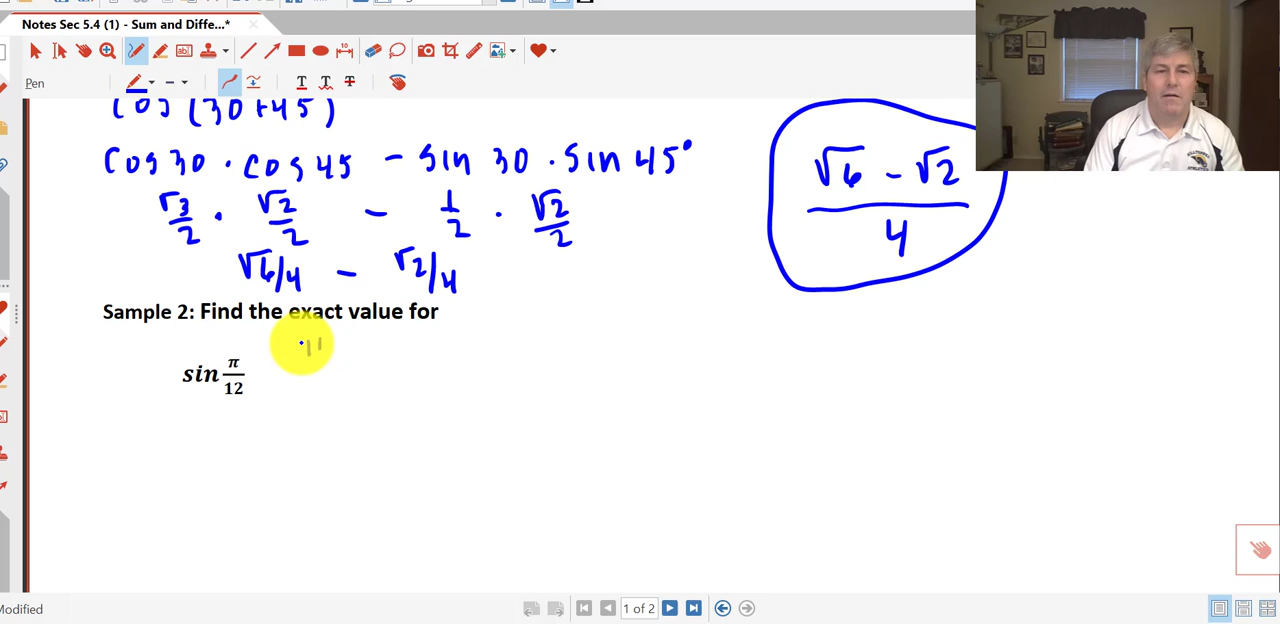 Notes Sec 5.4 (1) - Sum and Diffe...*
Pen
cos (30+45)
cos 30 · cos 45 - sin 30 · sin 45°
√3/2 · √2/2 - 1/2 · √2/2
√6/4 - √2/4
√6 - √2
4
Sample 2: Find the exact value for
sin π/12
Modified
1 of 2